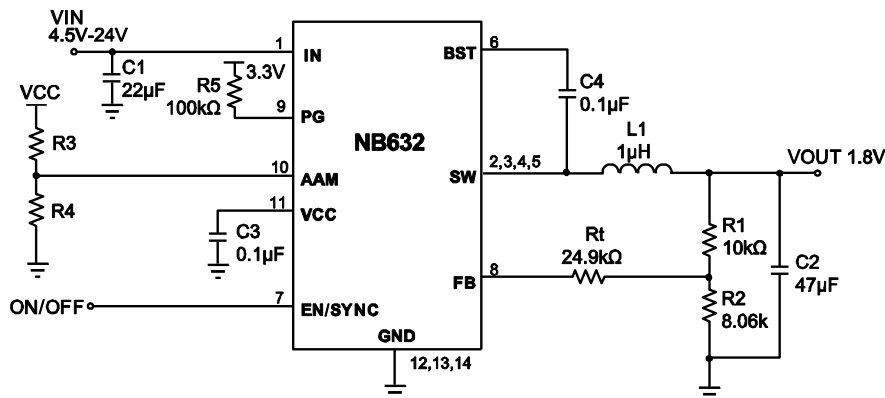 VIN
4.5V-24V
1
IN
C1
22µF
VCC
R5
100kΩ
3.3V
9
PG
R3
R4
10
AAM
11
VCC
C3
0.1µF
ON/OFF
7
EN/SYNC
NB632
GND
12,13,14
6
BST
C4
0.1µF
2,3,4,5
SW
L1
1µH
VOUT 1.8V
R1
10kΩ
Rt
24.9kΩ
8
FB
R2
8.06k
C2
47µF